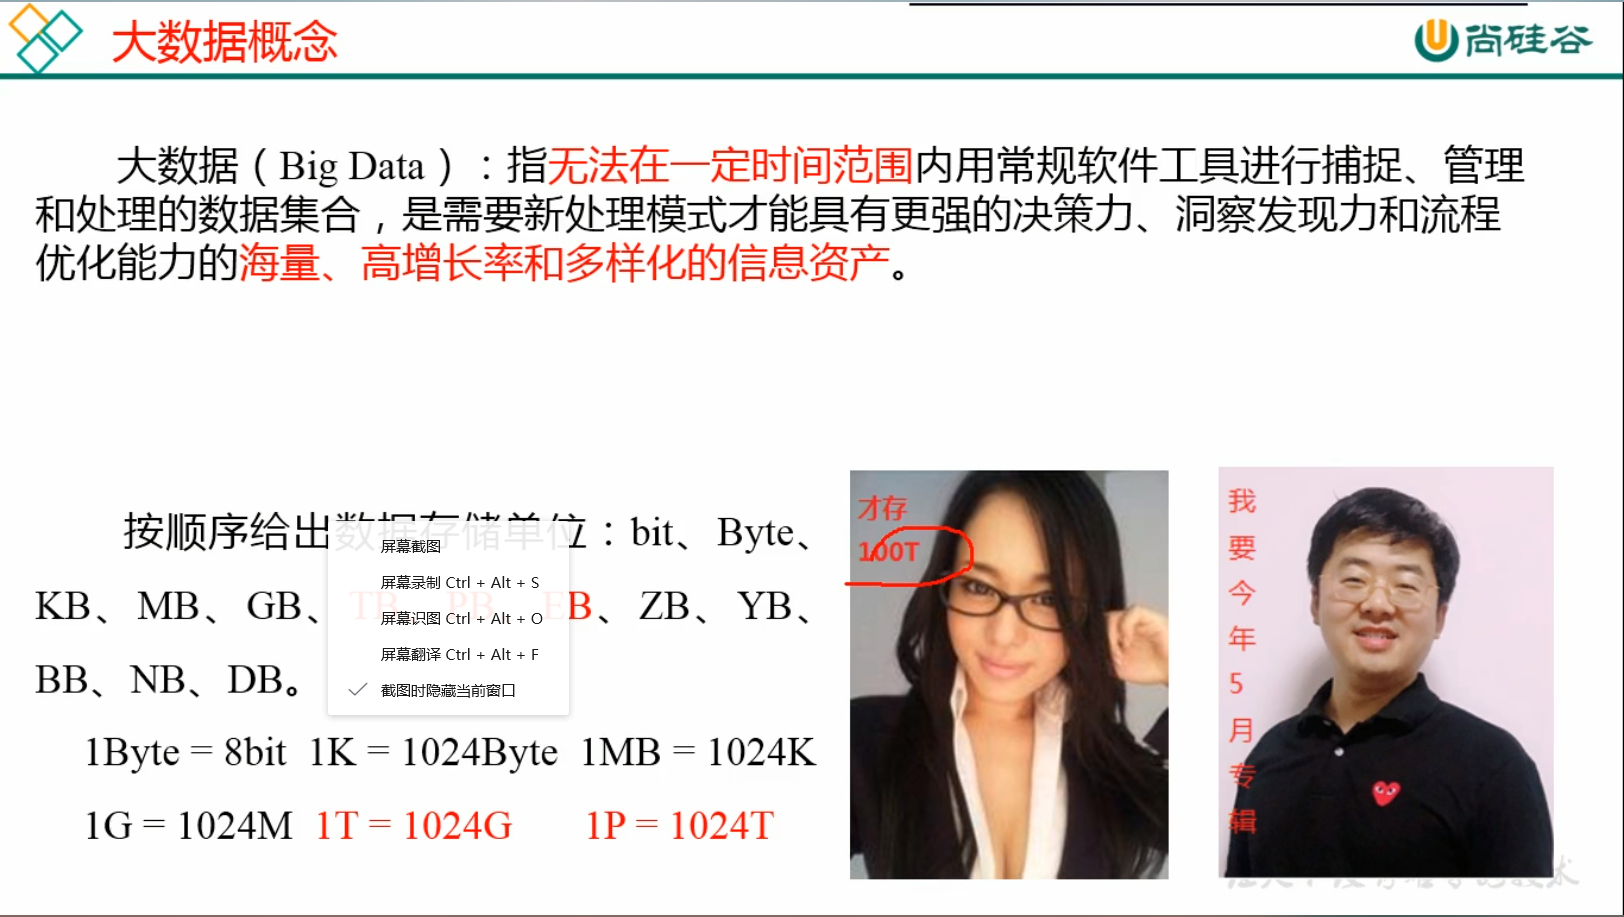 大数据概念
尚硅谷
大数据（Big Data）：指无法在一定时间范围内用常规软件工具进行捕捉、管理
和处理的数据集合，是需要新处理模式才能具有更强的决策力、洞察发现力和流程
优化能力的海量、高增长率和多样化的信息资产。
按顺序给出数据存储单位：bit、Byte、
KB、MB、GB、TB、PB、EB、ZB、YB、
BB、NB、DB。
1Byte = 8bit 1K = 1024Byte 1MB = 1024K
1G = 1024M 1T = 1024G 1P = 1024T
屏幕截图
屏幕录制 Ctrl + Alt + S
屏幕识图 Ctrl + Alt + O
屏幕翻译 Ctrl + Alt + F
截图时隐藏当前窗口
才存
100T
我要今年5月专辑